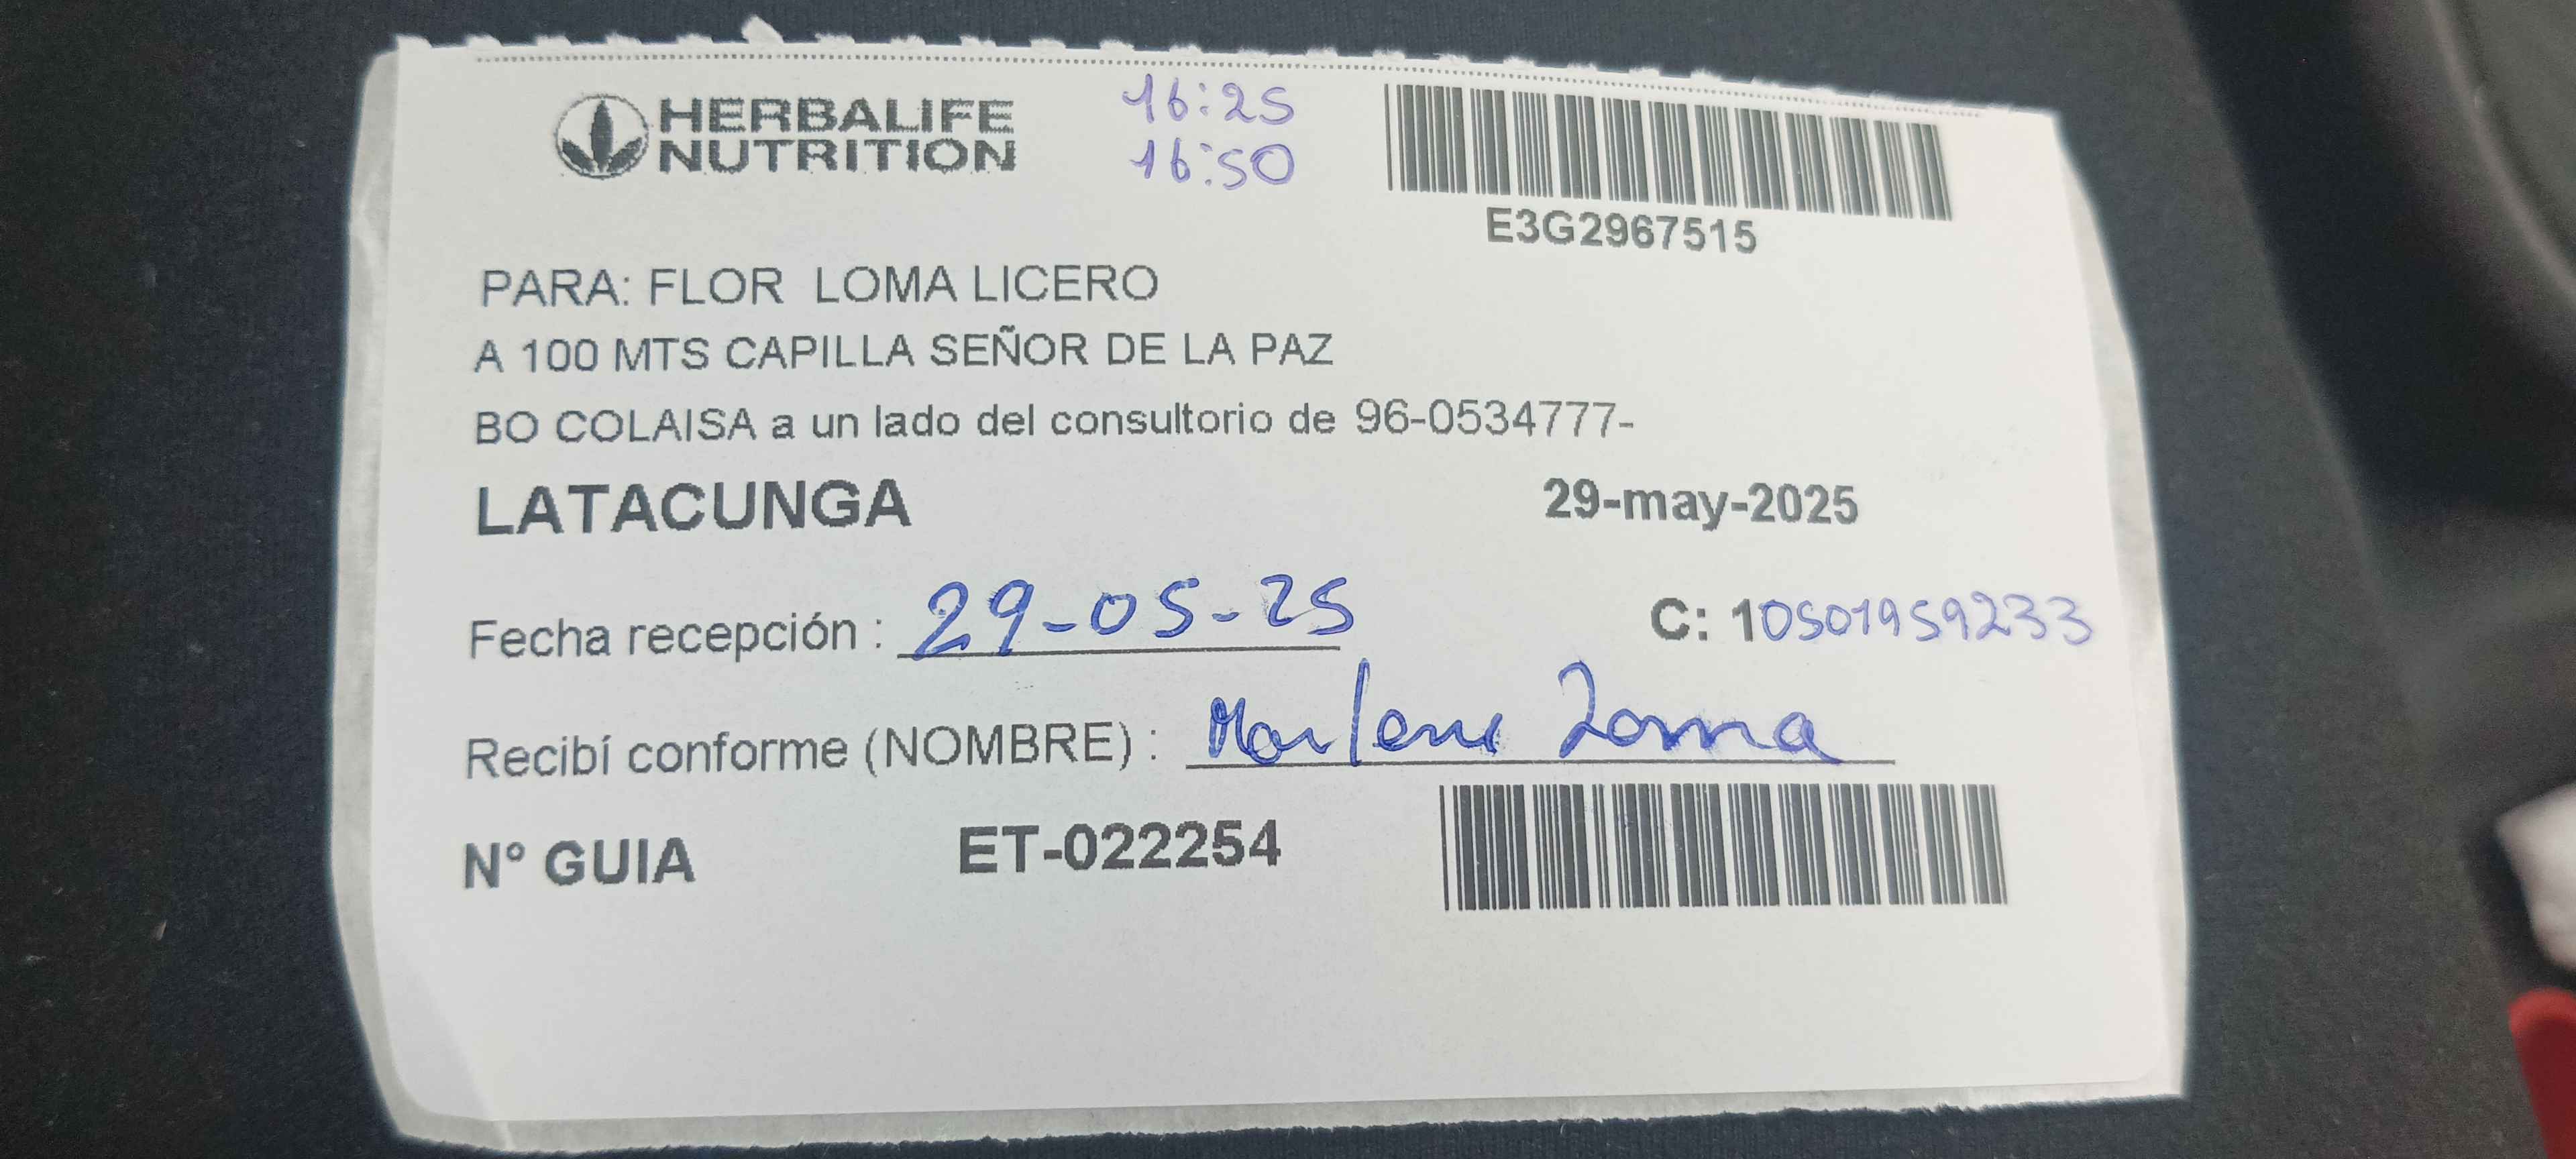 HERBALIFE
NUTRITION
16:25
16:50
E3G2967515
PARA: FLOR LOMA LICERO
A 100 MTS CAPILLA SEÑOR DE LA PAZ
BO COLAISA a un lado del consultorio de 96-0534777-
LATACUNGA 29-may-2025
Fecha recepción : 29-05-25 C: 10501959233
Recibí conforme (NOMBRE) : Marlene Loma
N° GUIA ET-022254